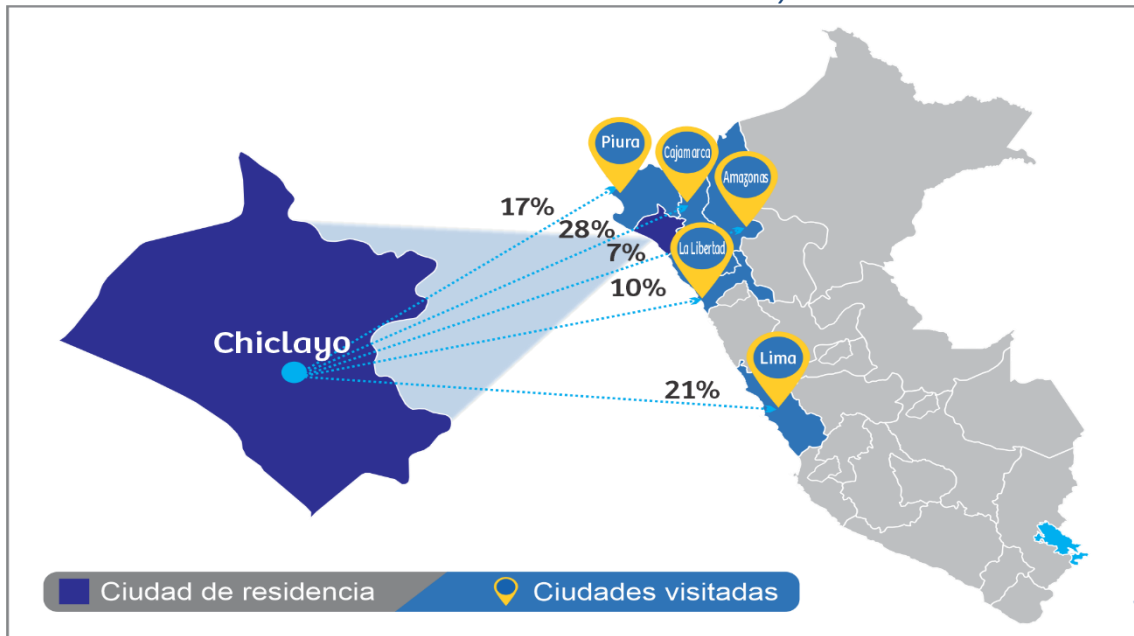 Piura
Cajamarca
Amazonas
17%
28%
7%
La Libertad
10%
Chiclayo
Lima
21%
Ciudad de residencia
Ciudades visitadas